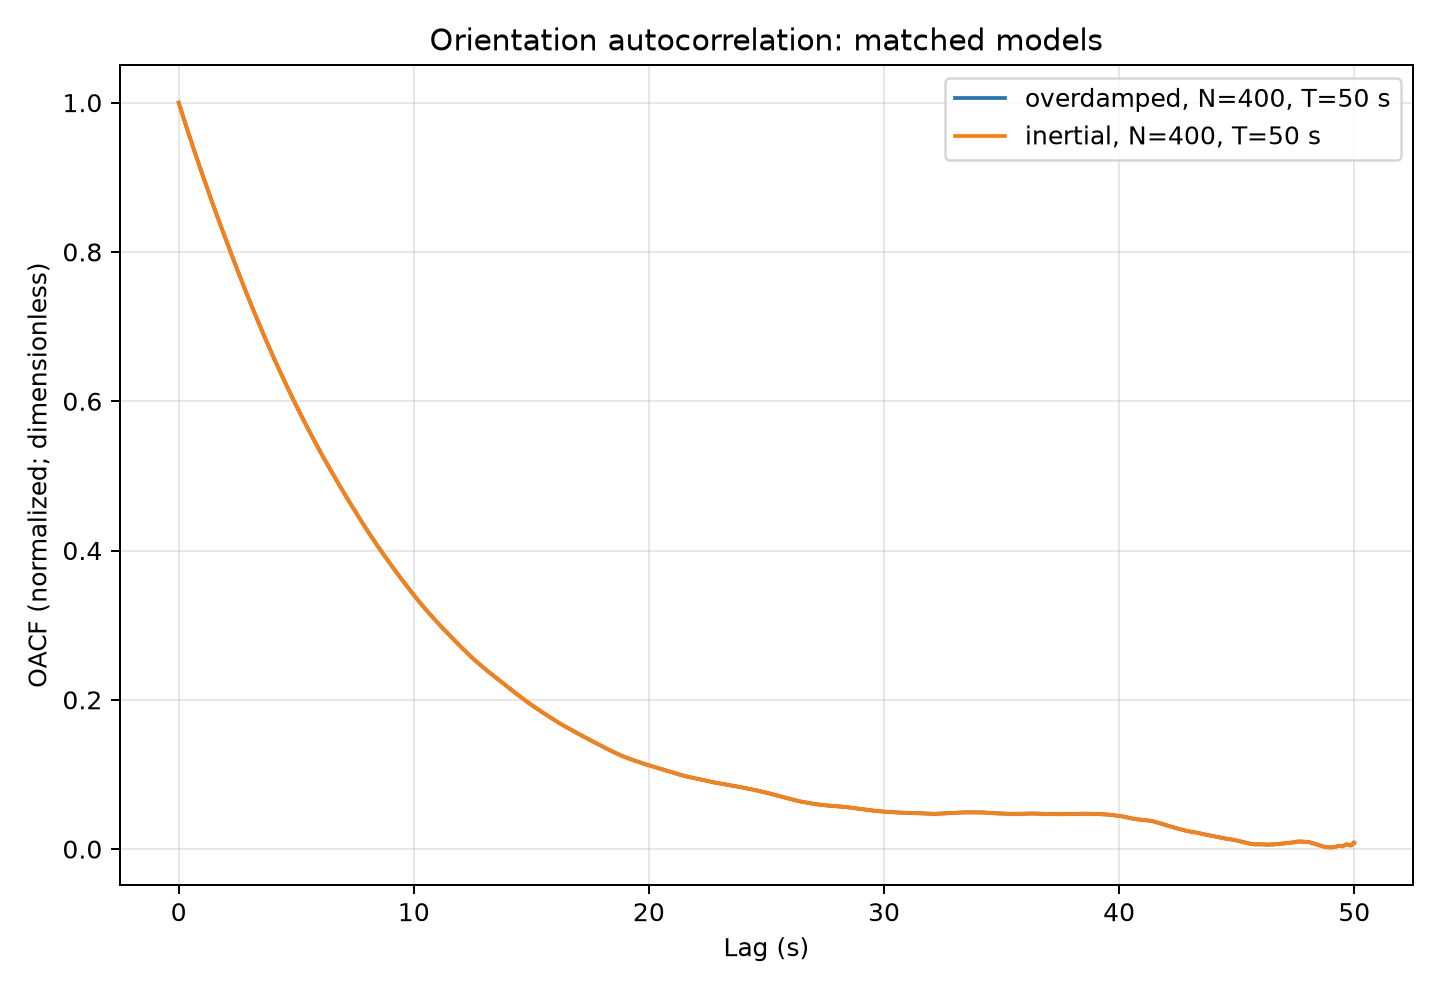 Orientation autocorrelation: matched models
overdamped, N=400, T=50 s
inertial, N=400, T=50 s
OACF (normalized; dimensionless)
1.0
0.8
0.6
0.4
0.2
0.0
0 10 20 30 40 50
Lag (s)